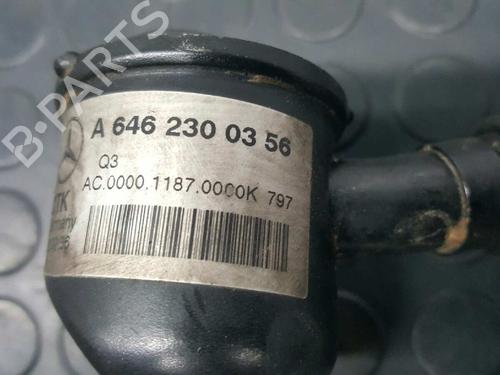 A 646 230 03 56
Q3
AC.0000.1187.0000K 797
B-PARTS